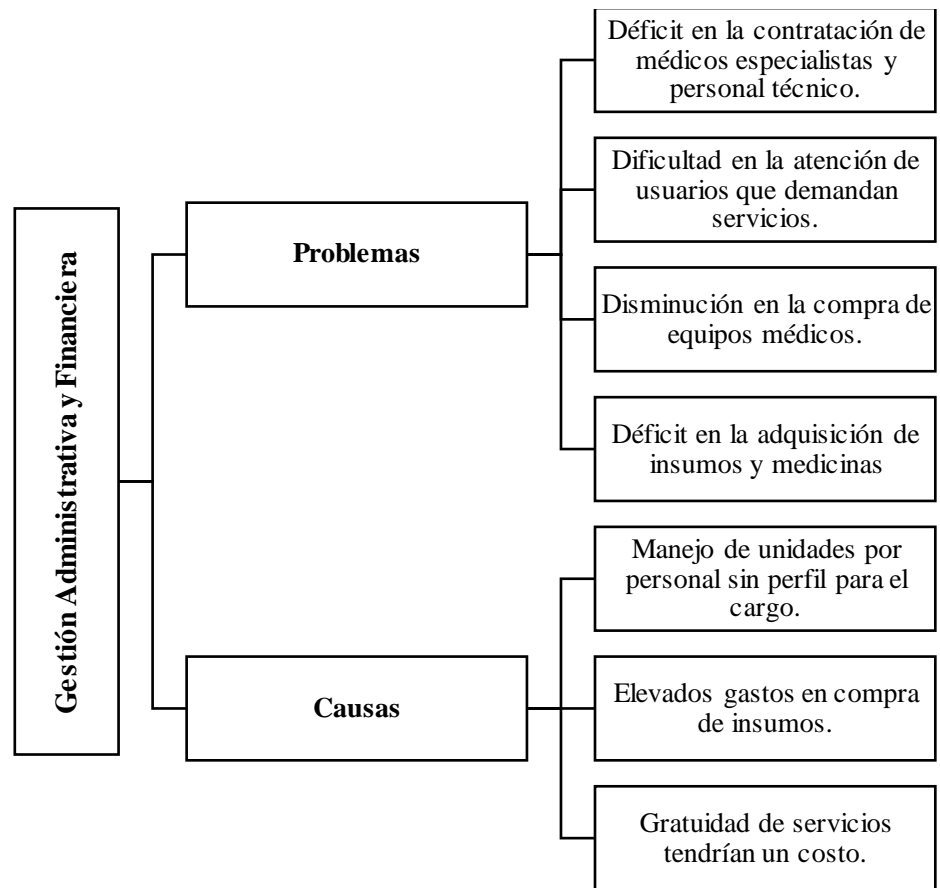 Gestión Administrativa y Financiera
Problemas
Déficit en la contratación de
médicos especialistas y
personal técnico.
Dificultad en la atención de
usuarios que demandan
servicios.
Disminución en la compra de
equipos médicos.
Déficit en la adquisición de
insumos y medicinas
Causas
Manejo de unidades por
personal sin perfil para el
cargo.
Elevados gastos en compra
de insumos.
Gratuidad de servicios
tendrían un costo.